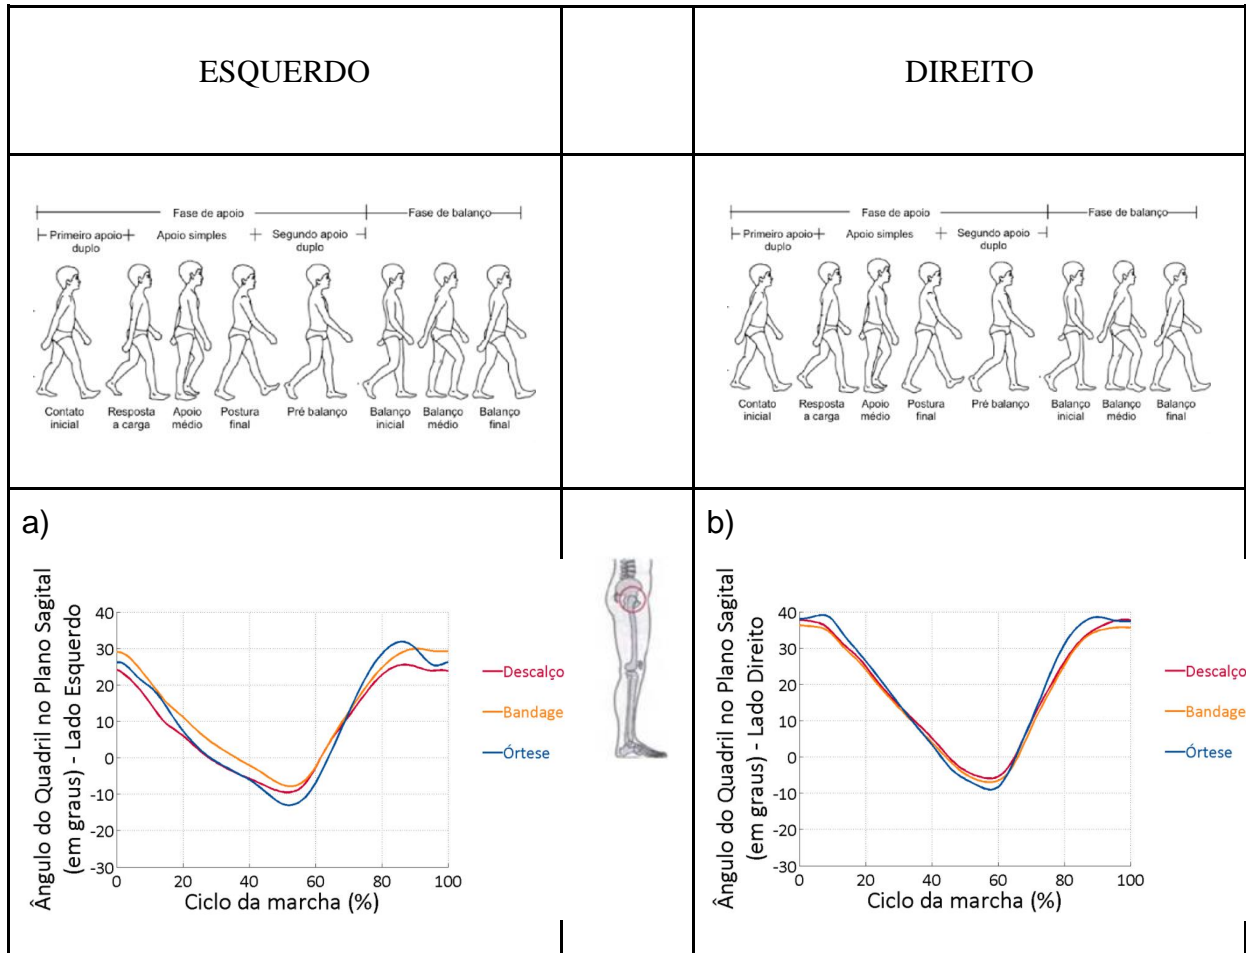 ESQUERDO
DIREITO
Fase de apoio
Fase de balanço
Primeiro apoio duplo
Apoio simples
Segundo apoio duplo
Contato inicial
Resposta a carga
Apoio médio
Postura final
Pré balanço
Balanço inicial
Balanço médio
Balanço final
Fase de apoio
Fase de balanço
Primeiro apoio duplo
Apoio simples
Segundo apoio duplo
Contato inicial
Resposta a carga
Apoio médio
Postura final
Pré balanço
Balanço inicial
Balanço médio
Balanço final
a)
Ângulo do Quadril no Plano Sagital
(em graus) - Lado Esquerdo
40
30
20
10
0
-10
-20
-30
0 20 40 60 80 100
Ciclo da marcha (%)
Descalço
Bandage
Órtese
b)
Ângulo do Quadril no Plano Sagital
(em graus) - Lado Direito
40
30
20
10
0
-10
-20
-30
0 20 40 60 80 100
Ciclo da marcha (%)
Descalço
Bandage
Órtese